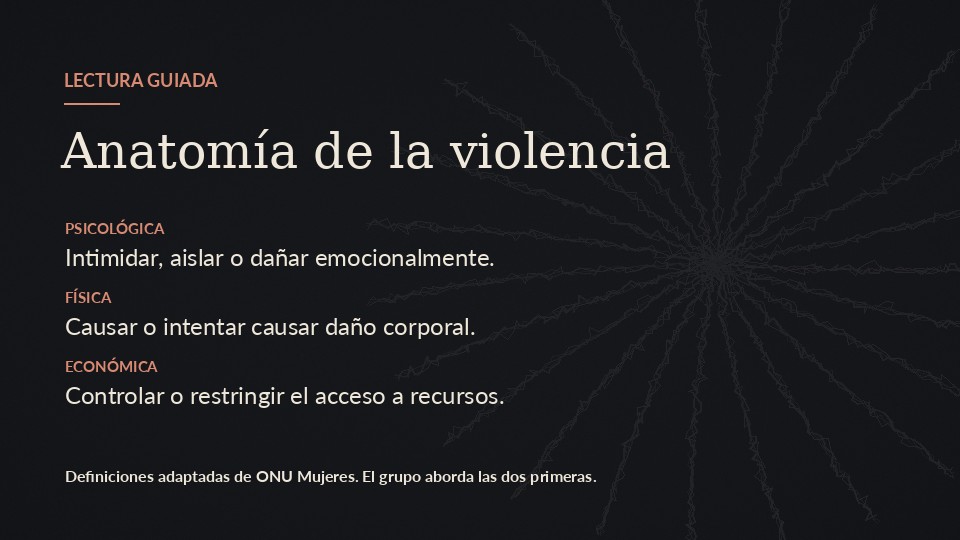 LECTURA GUIADA
Anatomía de la violencia
PSICOLÓGICA
Intimidar, aislar o dañar emocionalmente.
FÍSICA
Causar o intentar causar daño corporal.
ECONÓMICA
Controlar o restringir el acceso a recursos.
Definiciones adaptadas de ONU Mujeres. El grupo aborda las dos primeras.